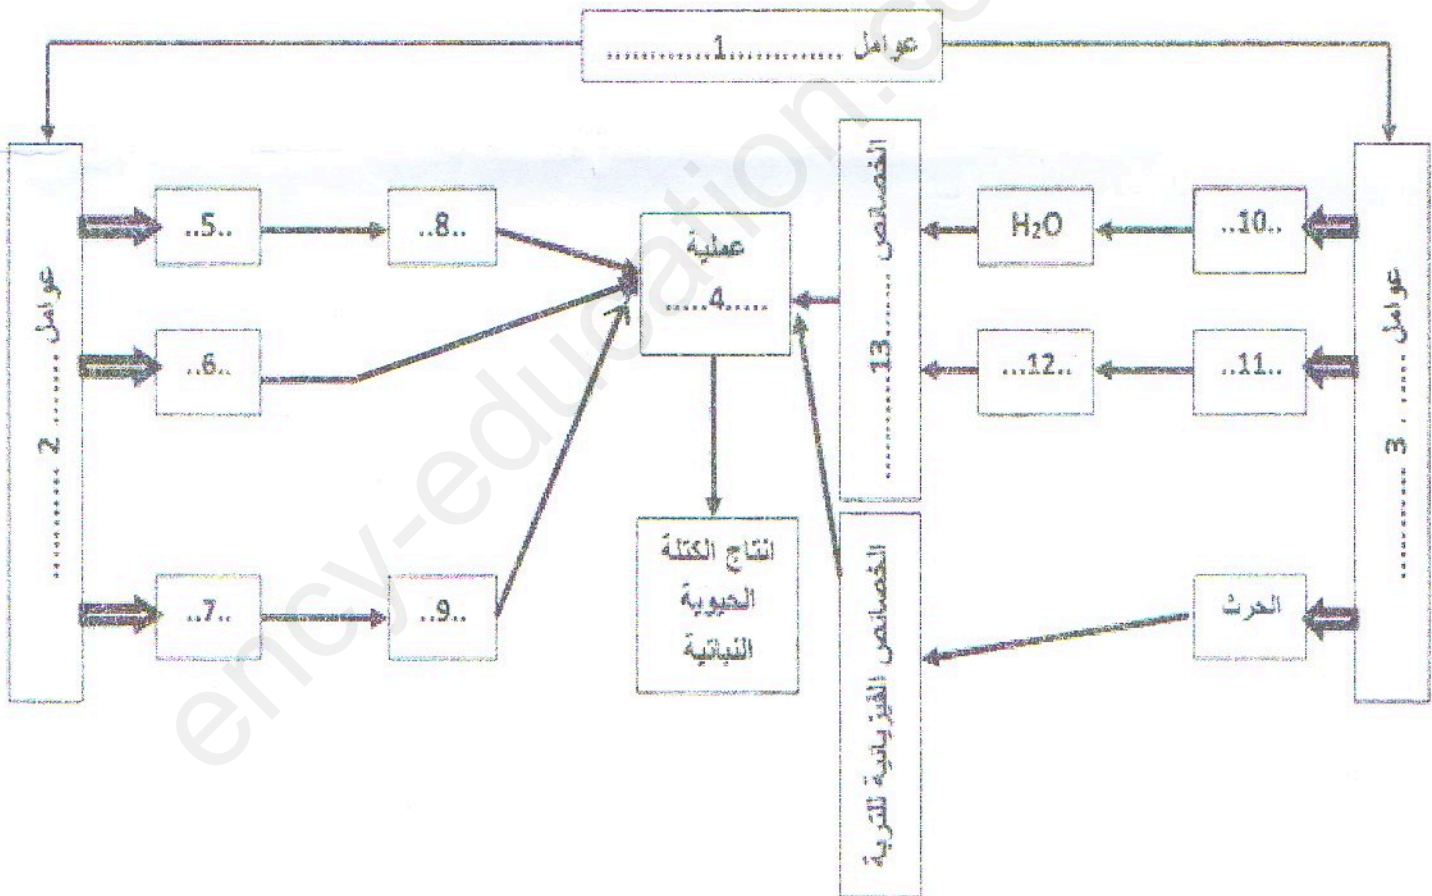 عوامل ..............1..............
عوامل ........ 2 ............
..5..
..8..
..6..
..7..
..9..
عملية
......4......
انتاج الكتلة
الحيوية
النباتية
الخصائص ............13............
الخصائص الفيزيائية للتربة
H₂O
..10..
...12..
..11..
الحرث
عوامل ........ 3 ............
ency-education.co